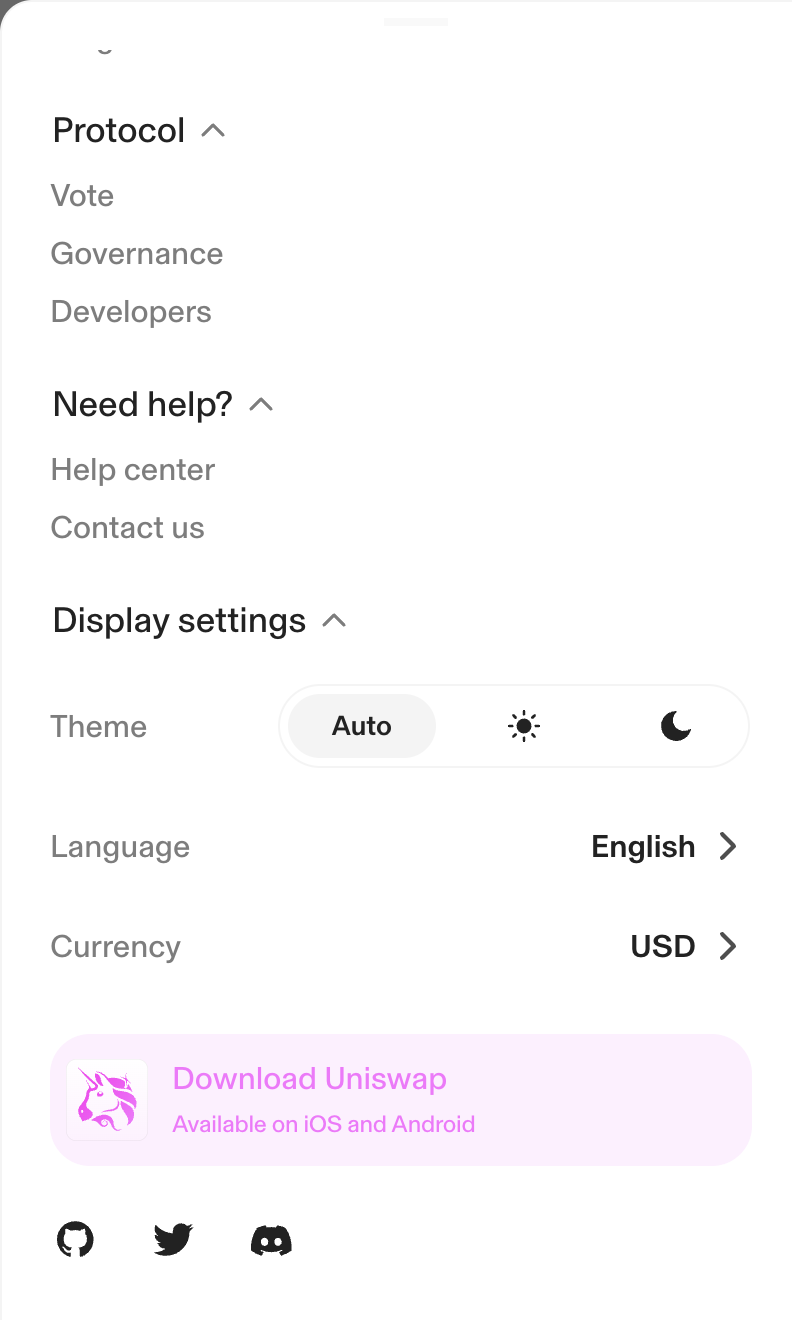 Protocol
Vote
Governance
Developers
Need help?
Help center
Contact us
Display settings
Theme
Auto
Language
English
Currency
USD
Download Uniswap
Available on iOS and Android